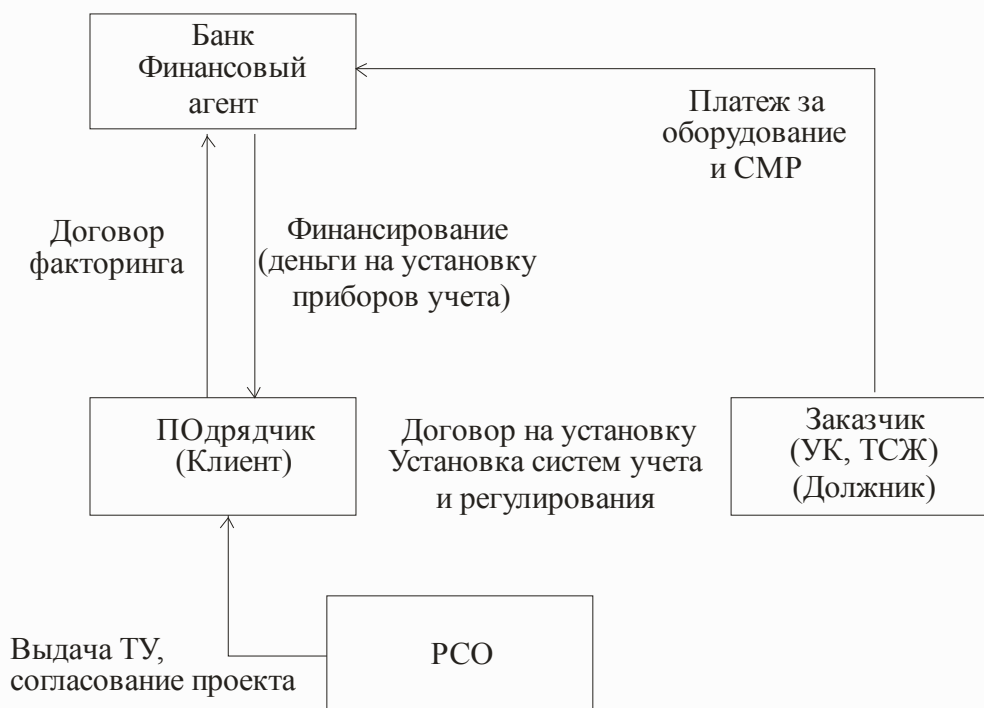 Банк
Финансовый
агент
Платеж за
оборудование
и СМР
Договор
факторинга
Финансирование
(деньги на установку
приборов учета)
ПОдрядчик
(Клиент)
Договор на установку
Установка систем учета
и регулирования
Заказчик
(УК, ТСЖ)
(Должник)
Выдача ТУ,
согласование проекта
РСО